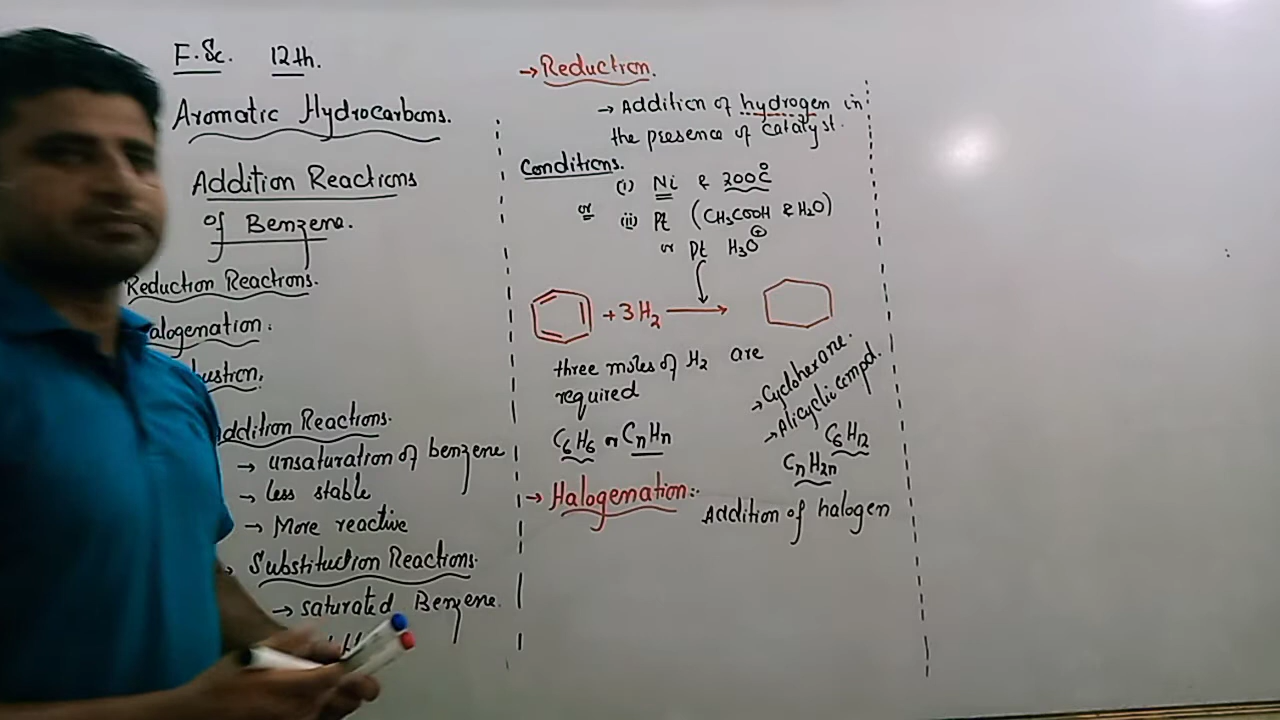 F.Sc. 12th.
Aromatic Hydrocarbons.
Addition Reactions
of Benzene.
Reduction Reactions.
alogenation.
ustion.
ddition Reactions.
→ unsaturation of benzene
→ less stable
→ More reactive
Substitution Reactions.
→ saturated Benzene.
→ Reduction.
→ Addition of hydrogen in
the presence of catalyst.
Conditions.
(i) Ni & 200°C
or (ii) Pt (CH3COOH & H2O)
or Pt H3O⊕
+ 3H2 →
three moles of H2 are
required
C6H6 or CnHn
→ Cyclohexane.
→ Alicyclic compd.
C6H12
CnH2n
→ Halogenation:-
Addition of halogen